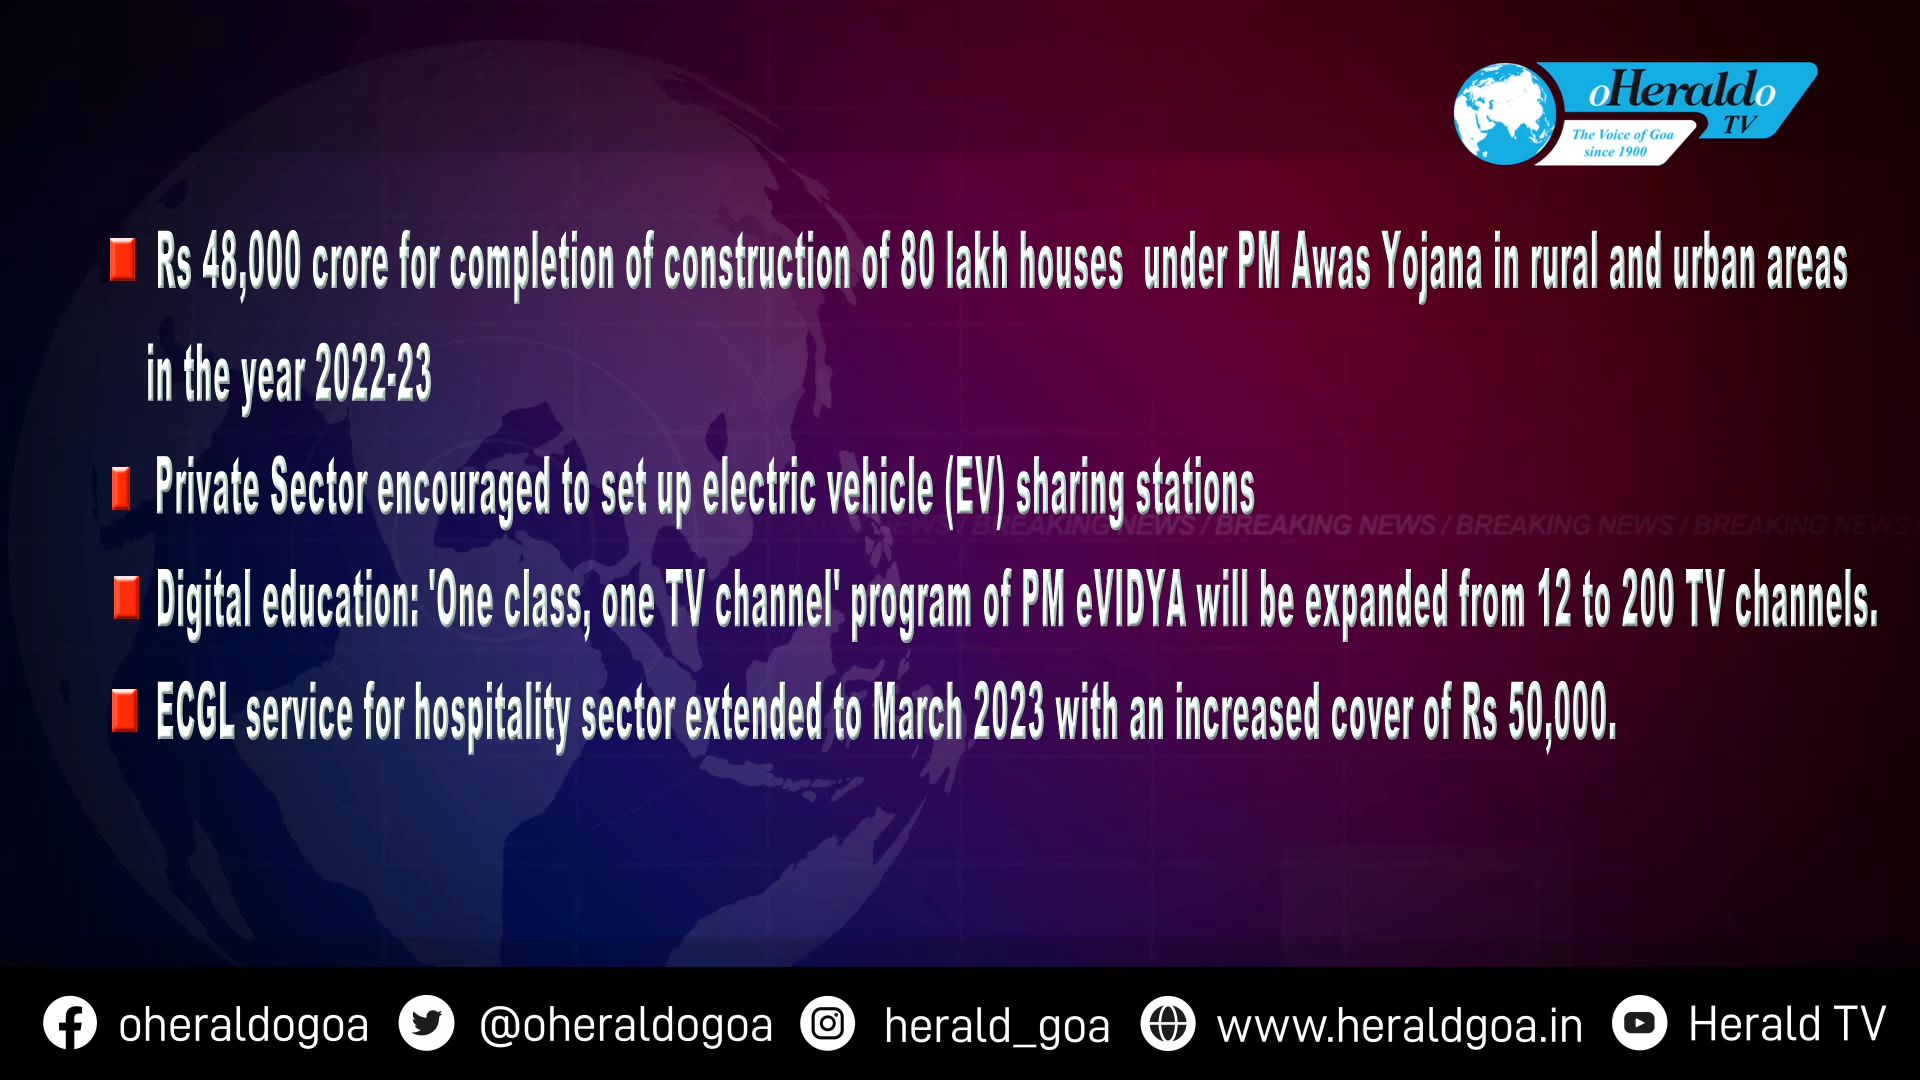 oHeraldo
TV
The Voice of Goa
since 1900
Rs 48,000 crore for completion of construction of 80 lakh houses under PM Awas Yojana in rural and urban areas
in the year 2022-23
Private Sector encouraged to set up electric vehicle (EV) sharing stations
NEWS / BREAKING NEWS / BREAKING NEWS / BREAKING NEWS / BREAKING NEWS
Digital education: 'One class, one TV channel' program of PM eVIDYA will be expanded from 12 to 200 TV channels.
ECGL service for hospitality sector extended to March 2023 with an increased cover of Rs 50,000.
oheraldogoa @oheraldogoa herald_goa www.heraldgoa.in Herald TV